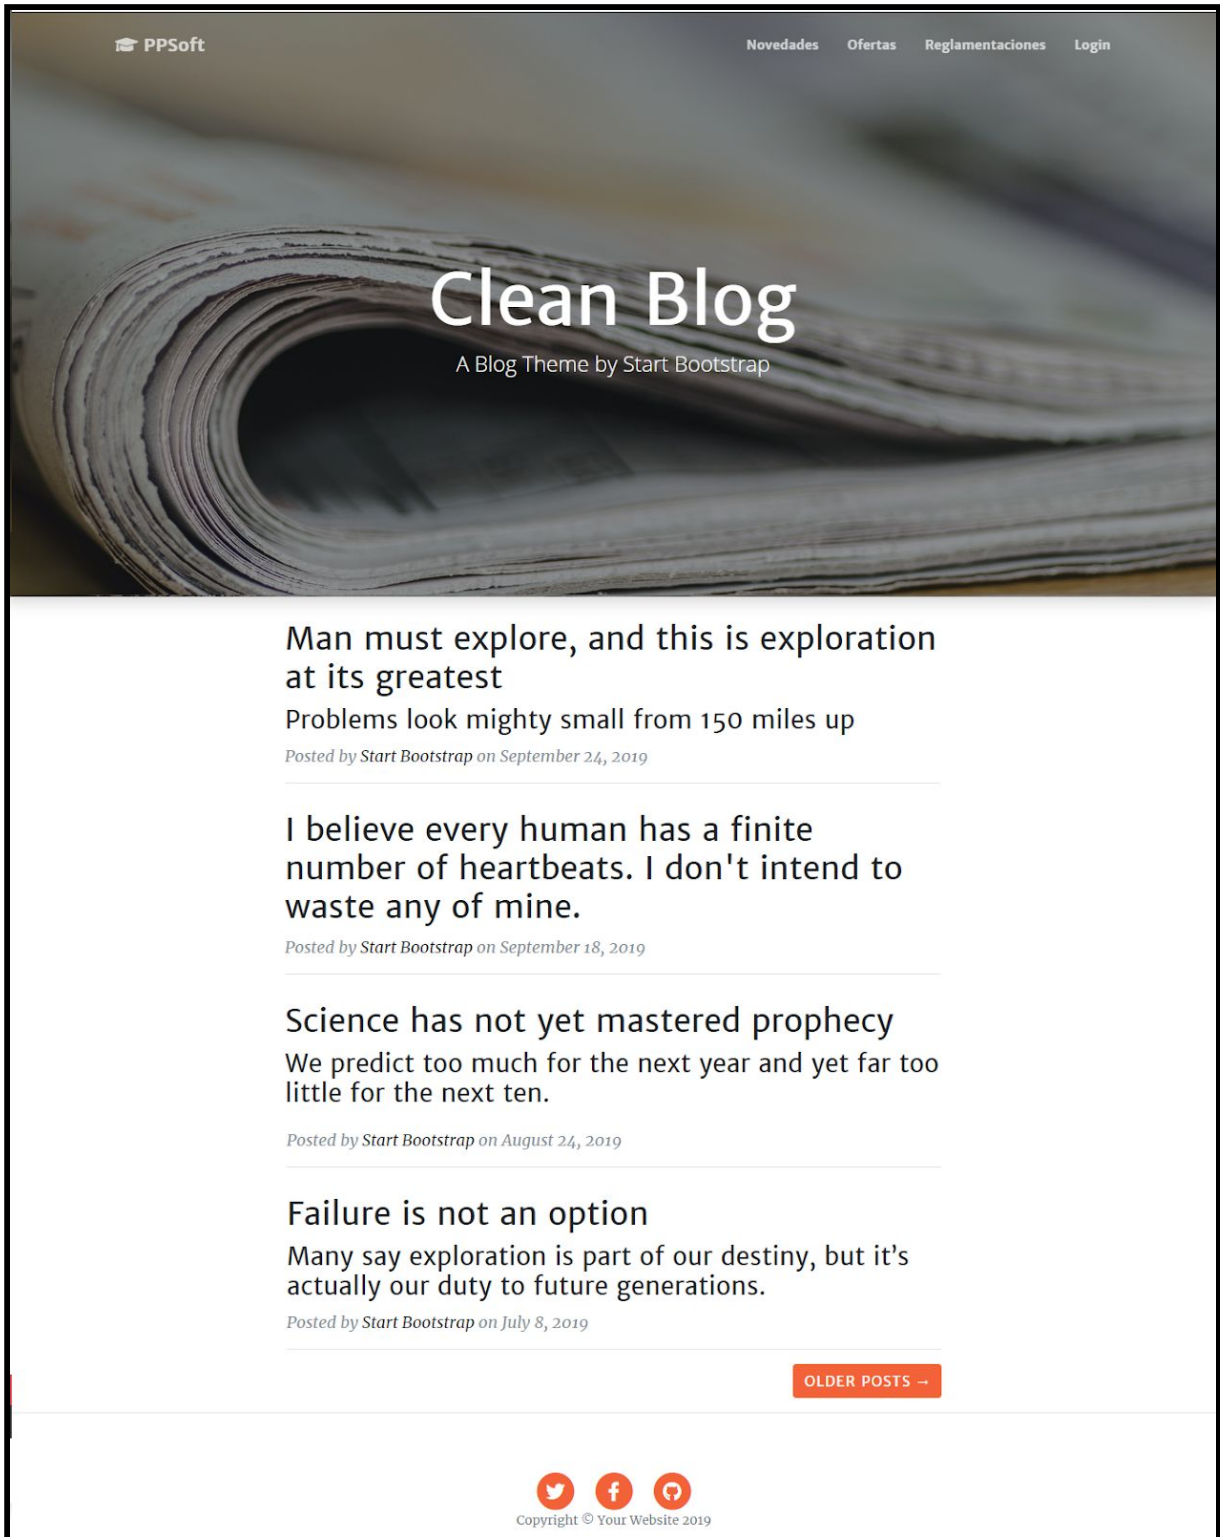 PPSoft
Novedades Ofertas Reglamentaciones Login
Clean Blog
A Blog Theme by Start Bootstrap
Man must explore, and this is exploration
at its greatest
Problems look mighty small from 150 miles up
Posted by Start Bootstrap on September 24, 2019
I believe every human has a finite
number of heartbeats. I don't intend to
waste any of mine.
Posted by Start Bootstrap on September 18, 2019
Science has not yet mastered prophecy
We predict too much for the next year and yet far too
little for the next ten.
Posted by Start Bootstrap on August 24, 2019
Failure is not an option
Many say exploration is part of our destiny, but it’s
actually our duty to future generations.
Posted by Start Bootstrap on July 8, 2019
OLDER POSTS →
Copyright © Your Website 2019